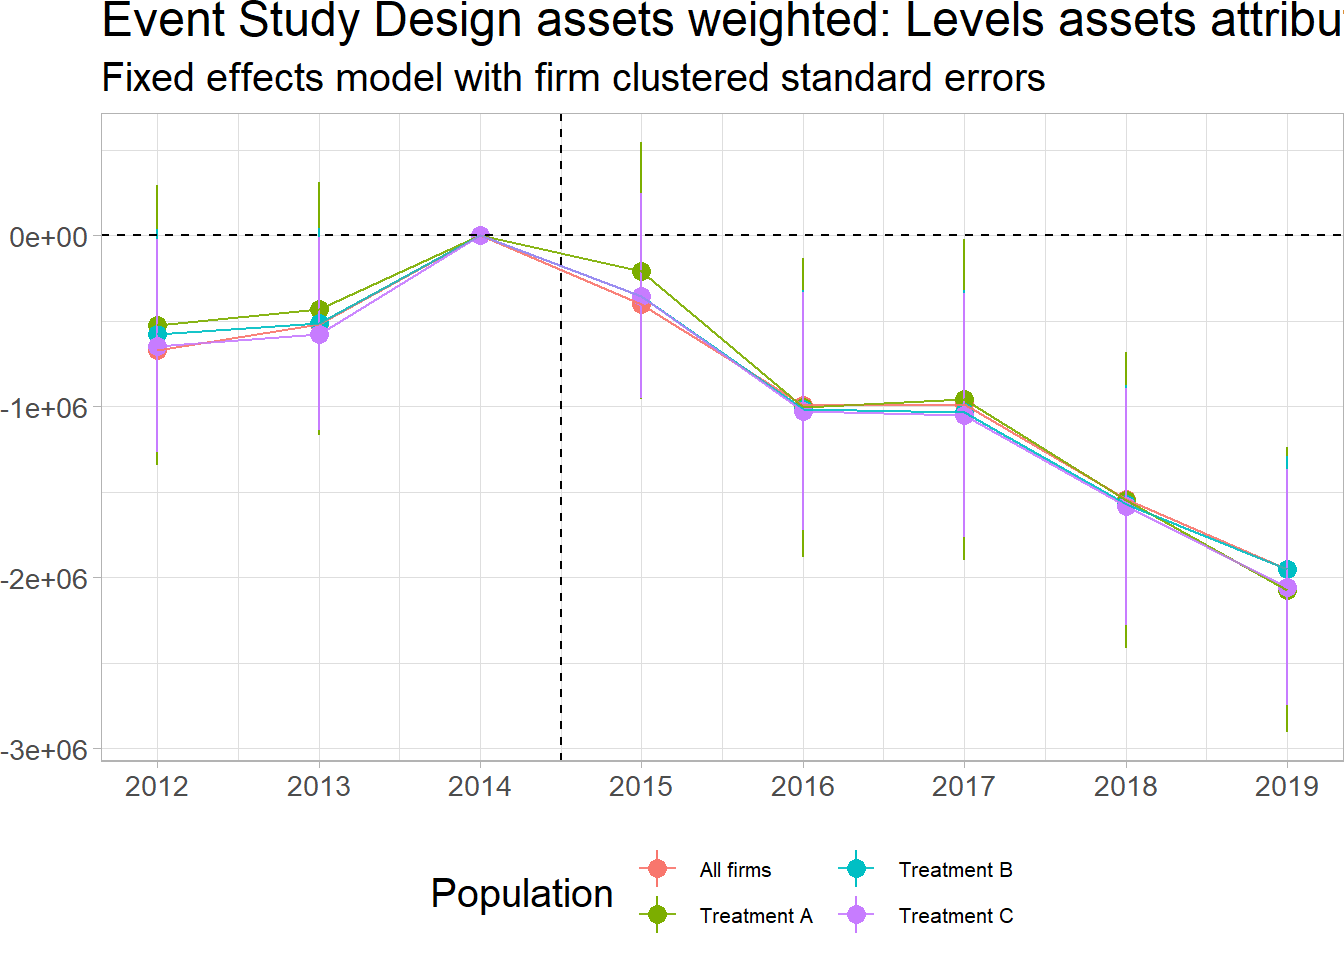 Event Study Design assets weighted: Levels assets attribu
Fixed effects model with firm clustered standard errors
0e+00
-1e+06
-2e+06
-3e+06
2012 2013 2014 2015 2016 2017 2018 2019
Population
All firms
Treatment B
Treatment A
Treatment C